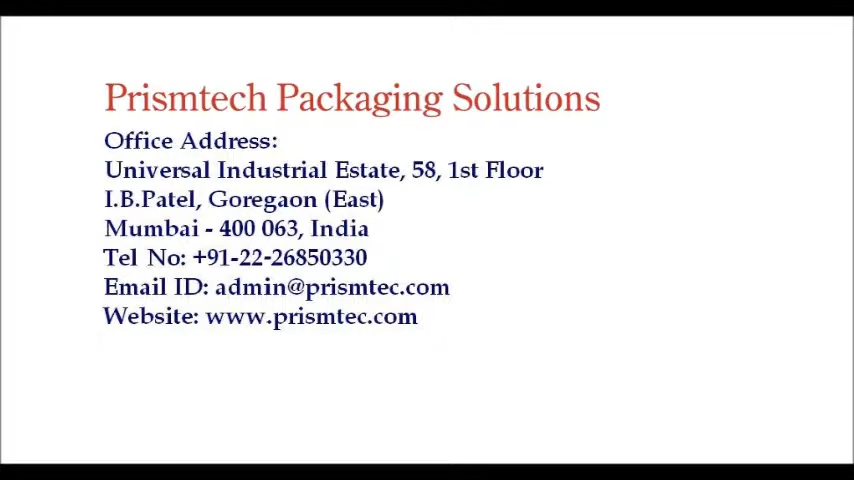 Prismtech Packaging Solutions
Office Address:
Universal Industrial Estate, 58, 1st Floor
I.B.Patel, Goregaon (East)
Mumbai - 400 063, India
Tel No: +91-22-26850330
Email ID: admin@prismtec.com
Website: www.prismtec.com